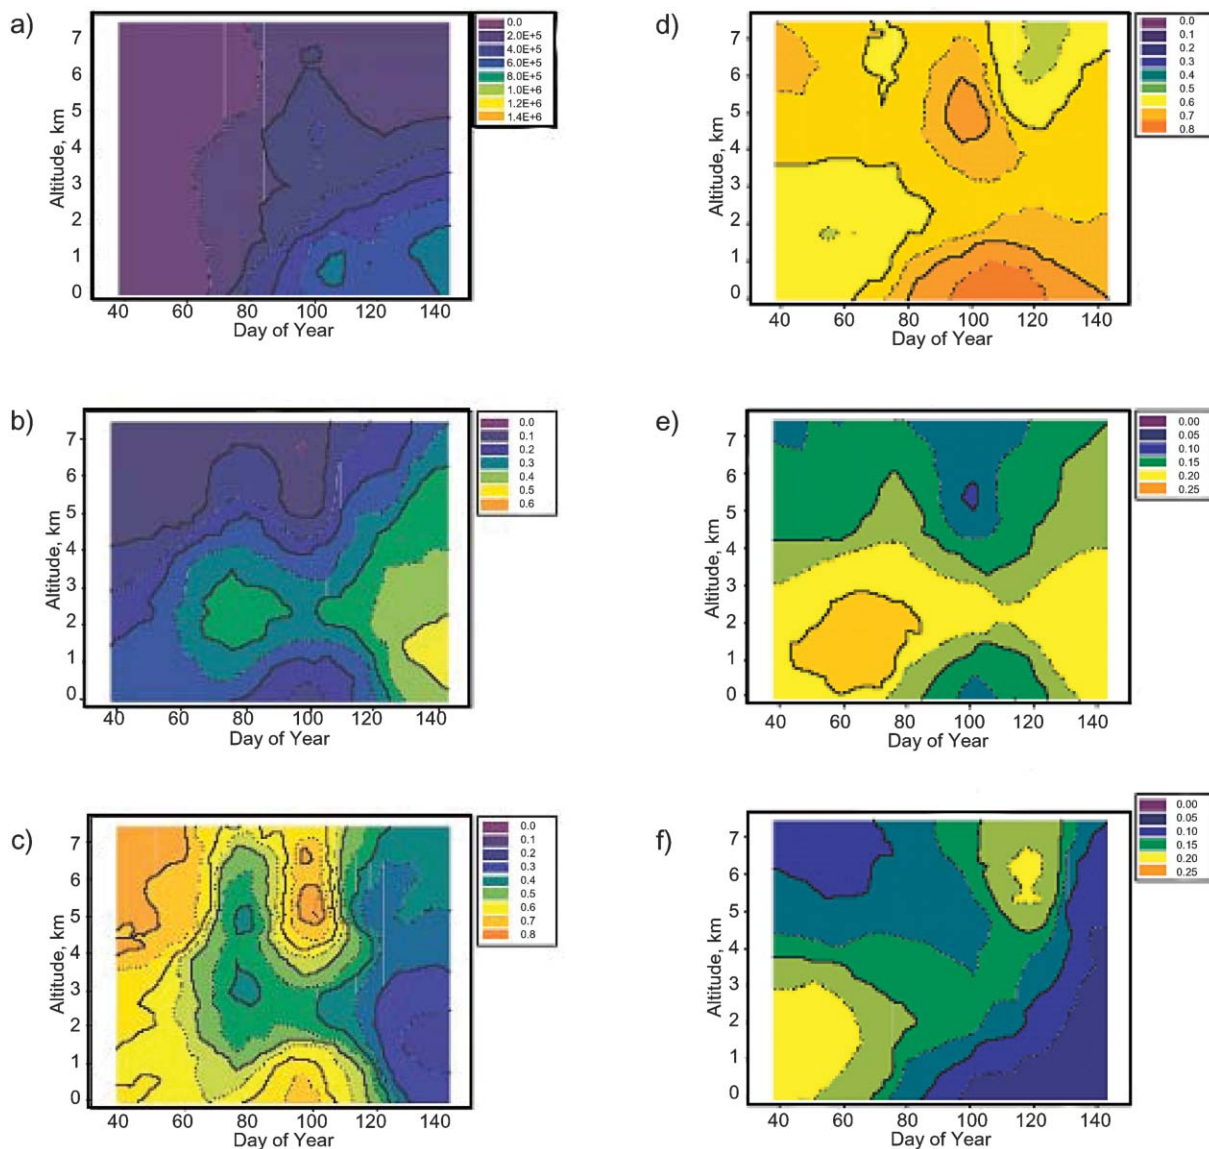 a)
Altitude, km
7
6
5
4
3
2
1
0
40 60 80 100 120 140
Day of Year
0.0
2.0E+5
4.0E+5
6.0E+5
8.0E+5
1.0E+6
1.2E+6
1.4E+6
d)
Altitude, km
7
6
5
4
3
2
1
0
40 60 80 100 120 140
Day of Year
0.0
0.1
0.2
0.3
0.4
0.5
0.6
0.7
0.8
b)
Altitude, km
7
6
5
4
3
2
1
0
40 60 80 100 120 140
Day of Year
0.0
0.1
0.2
0.3
0.4
0.5
0.6
e)
Altitude, km
7
6
5
4
3
2
1
0
40 60 80 100 120 140
Day of Year
0.00
0.05
0.10
0.15
0.20
0.25
c)
Altitude, km
7
6
5
4
3
2
1
0
40 60 80 100 120 140
Day of Year
0.0
0.1
0.2
0.3
0.4
0.5
0.6
0.7
0.8
f)
Altitude, km
7
6
5
4
3
2
1
0
40 60 80 100 120 140
Day of Year
0.00
0.05
0.10
0.15
0.20
0.25